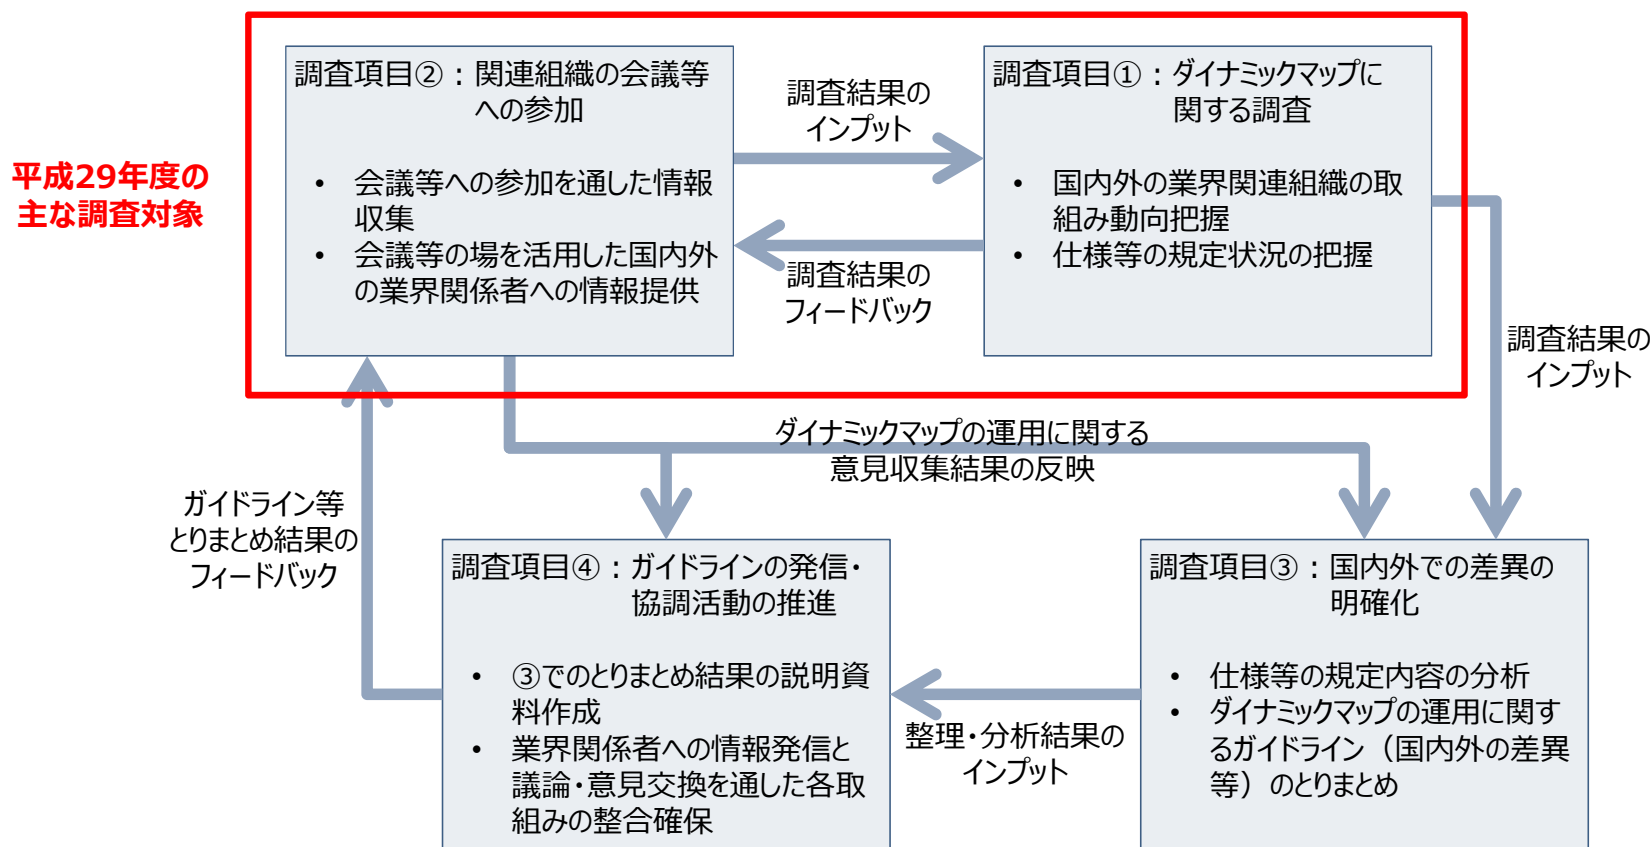 平成29年度の
主な調査対象
調査項目②：関連組織の会議等
への参加
• 会議等への参加を通した情報
収集
• 会議等の場を活用した国内外
の業界関係者への情報提供
調査結果の
インプット
調査結果の
フィードバック
調査項目①：ダイナミックマップに
関する調査
• 国内外の業界関連組織の取
組み動向把握
• 仕様等の規定状況の把握
調査結果の
インプット
ダイナミックマップの運用に関する
意見収集結果の反映
ガイドライン等
とりまとめ結果の
フィードバック
調査項目④：ガイドラインの発信・
協調活動の推進
• ③でのとりまとめ結果の説明資
料作成
• 業界関係者への情報発信と
議論・意見交換を通した各取
組みの整合確保
整理・分析結果の
インプット
調査項目③：国内外での差異の
明確化
• 仕様等の規定内容の分析
• ダイナミックマップの運用に関す
るガイドライン（国内外の差異
等）のとりまとめ